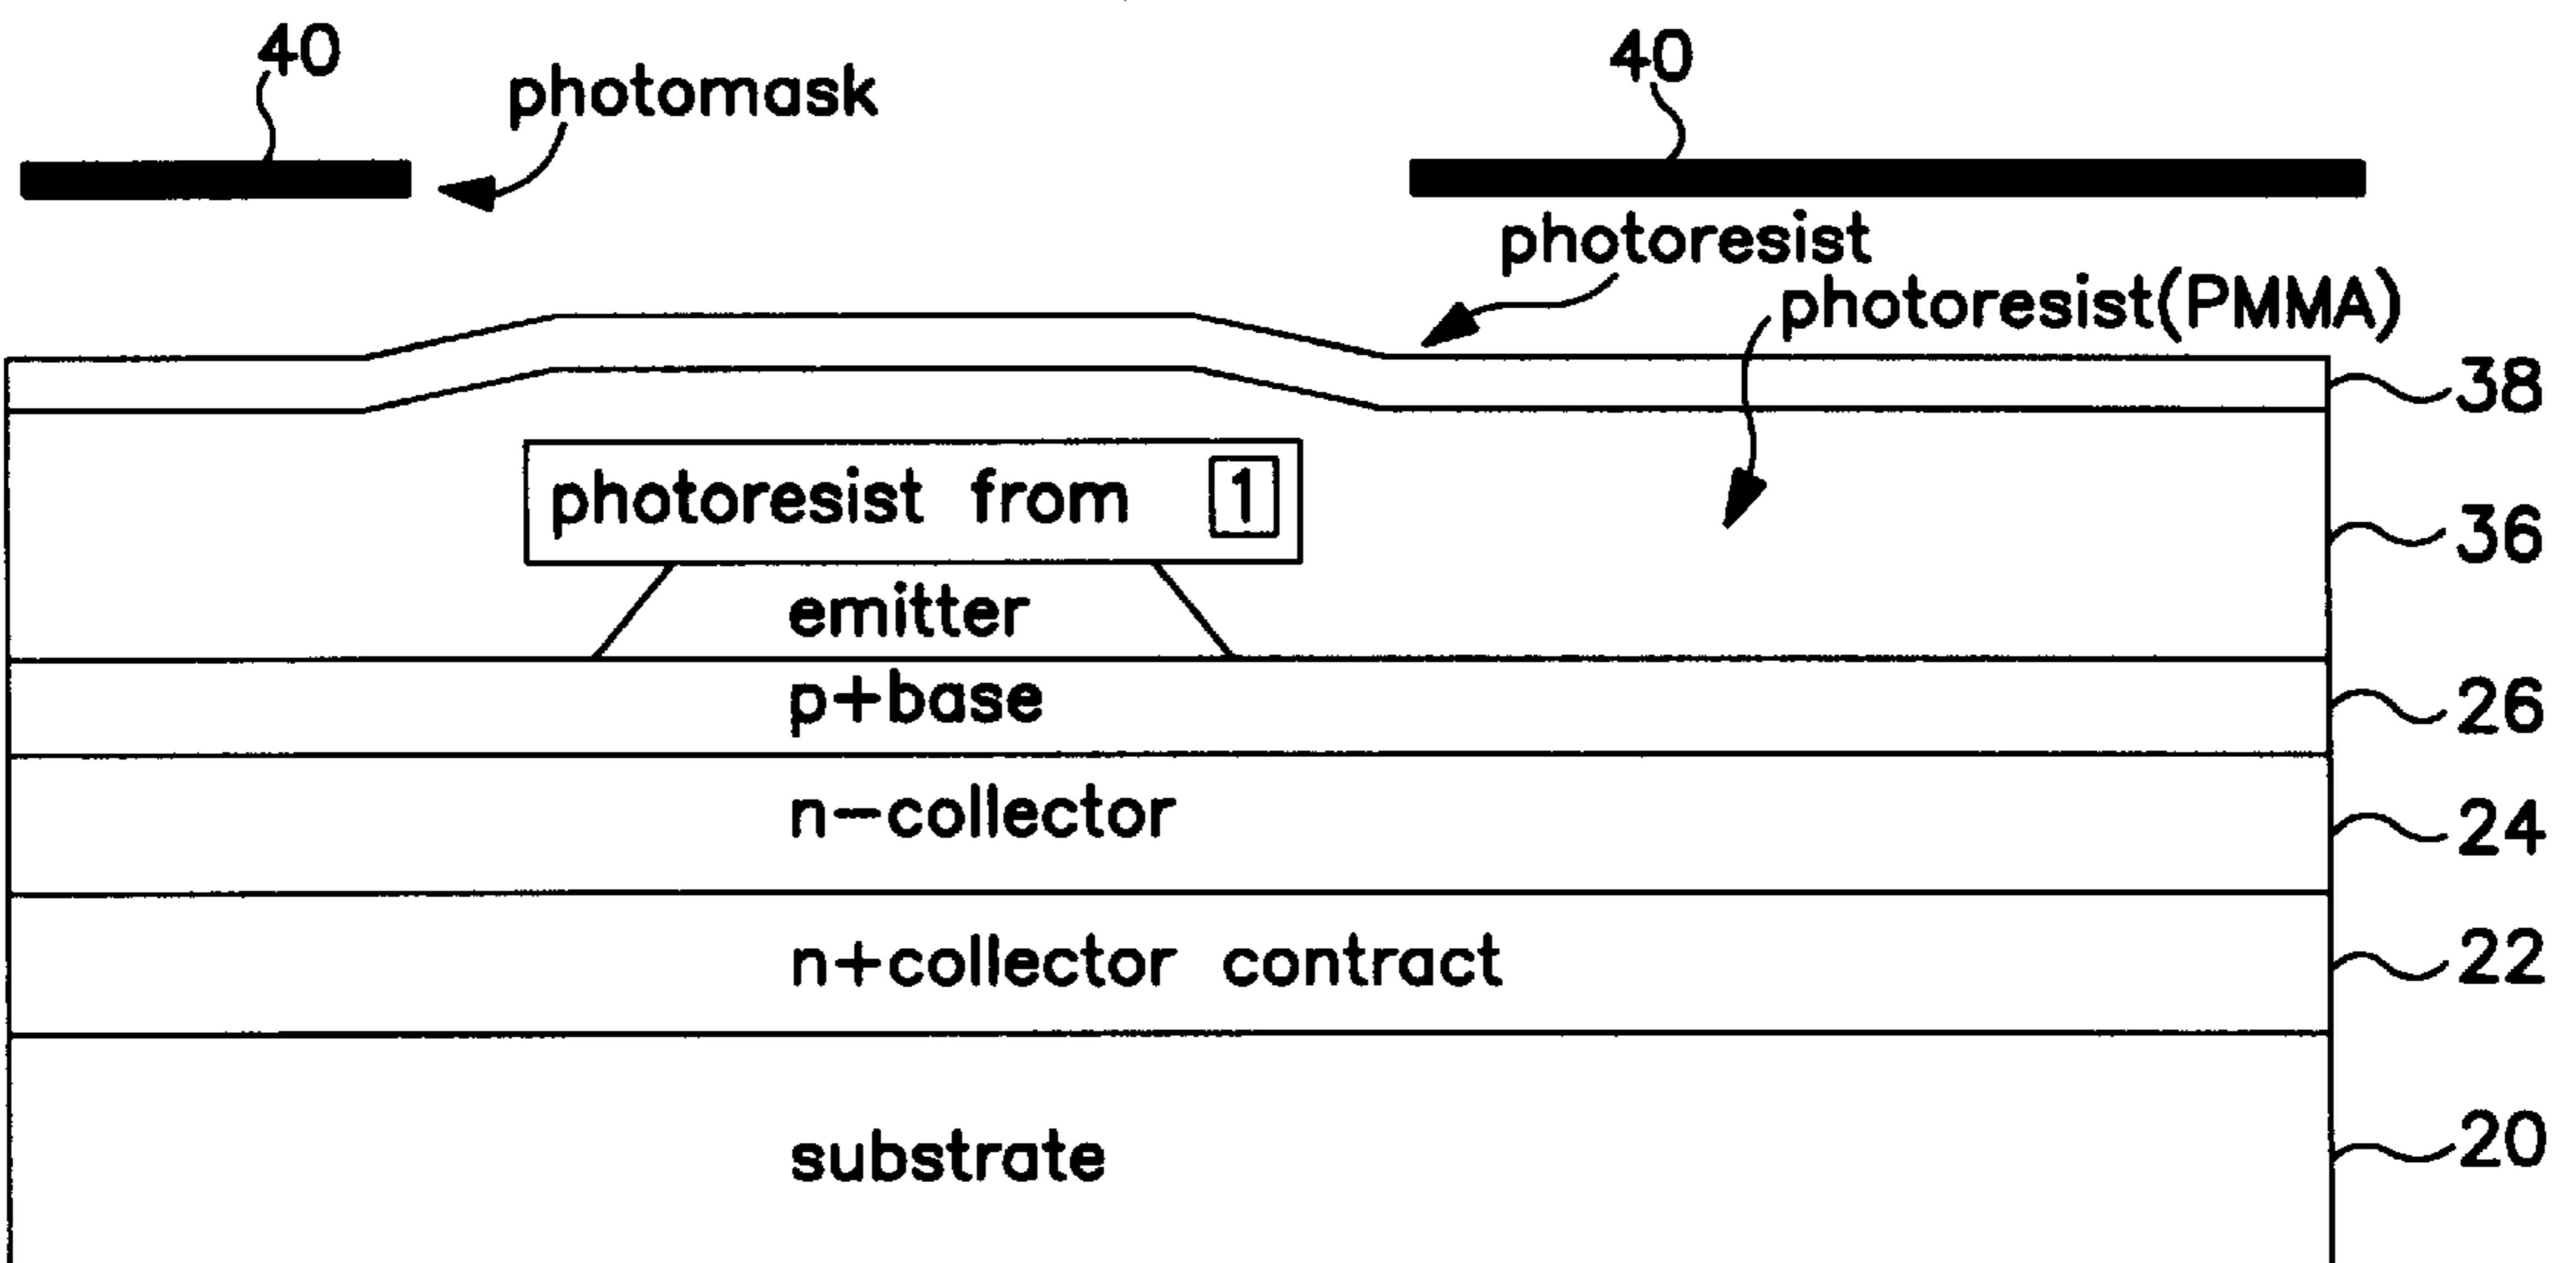 40
photomask
40
photoresist
photoresist(PMMA)
38
photoresist from 1
36
emitter
p+base
26
n-collector
24
n+collector contract
22
substrate
20